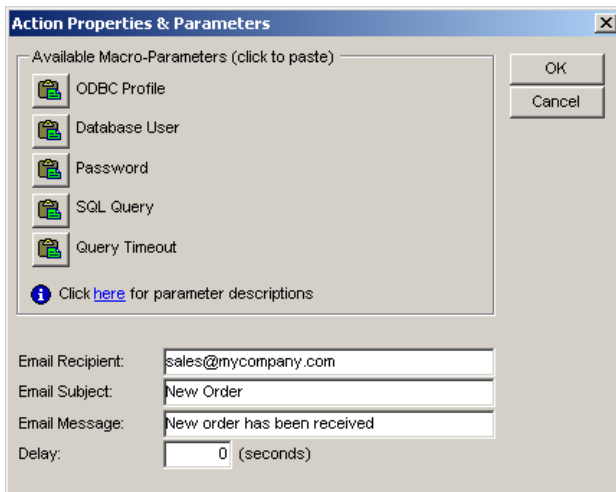 Action Properties & Parameters
Available Macro-Parameters (click to paste)
OK
ODBC Profile
Cancel
Database User
Password
SQL Query
Query Timeout
Click here for parameter descriptions
Email Recipient: sales@mycompany.com
Email Subject: New Order
Email Message: New order has been received
Delay: 0 (seconds)